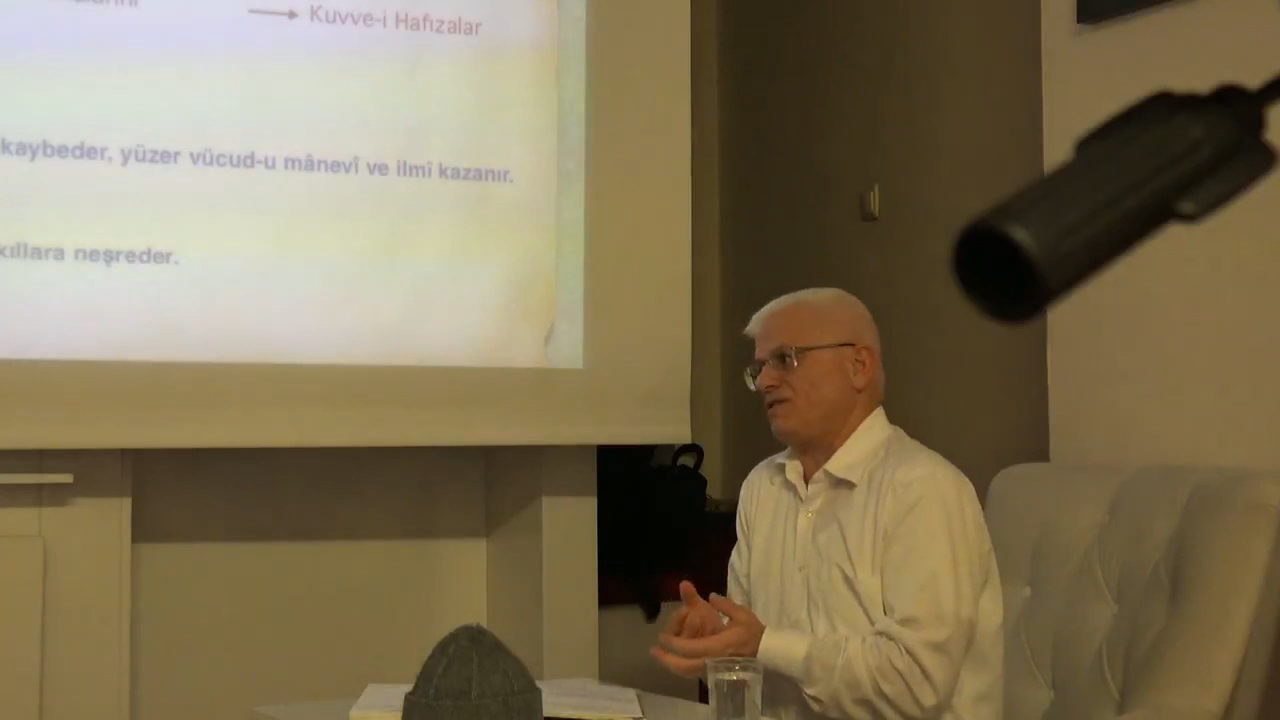 → Kuvve-i Hafızalar
kaybeder, yüzer vücud-u mânevî ve ilmî kazanır.
kıllara neşreder.